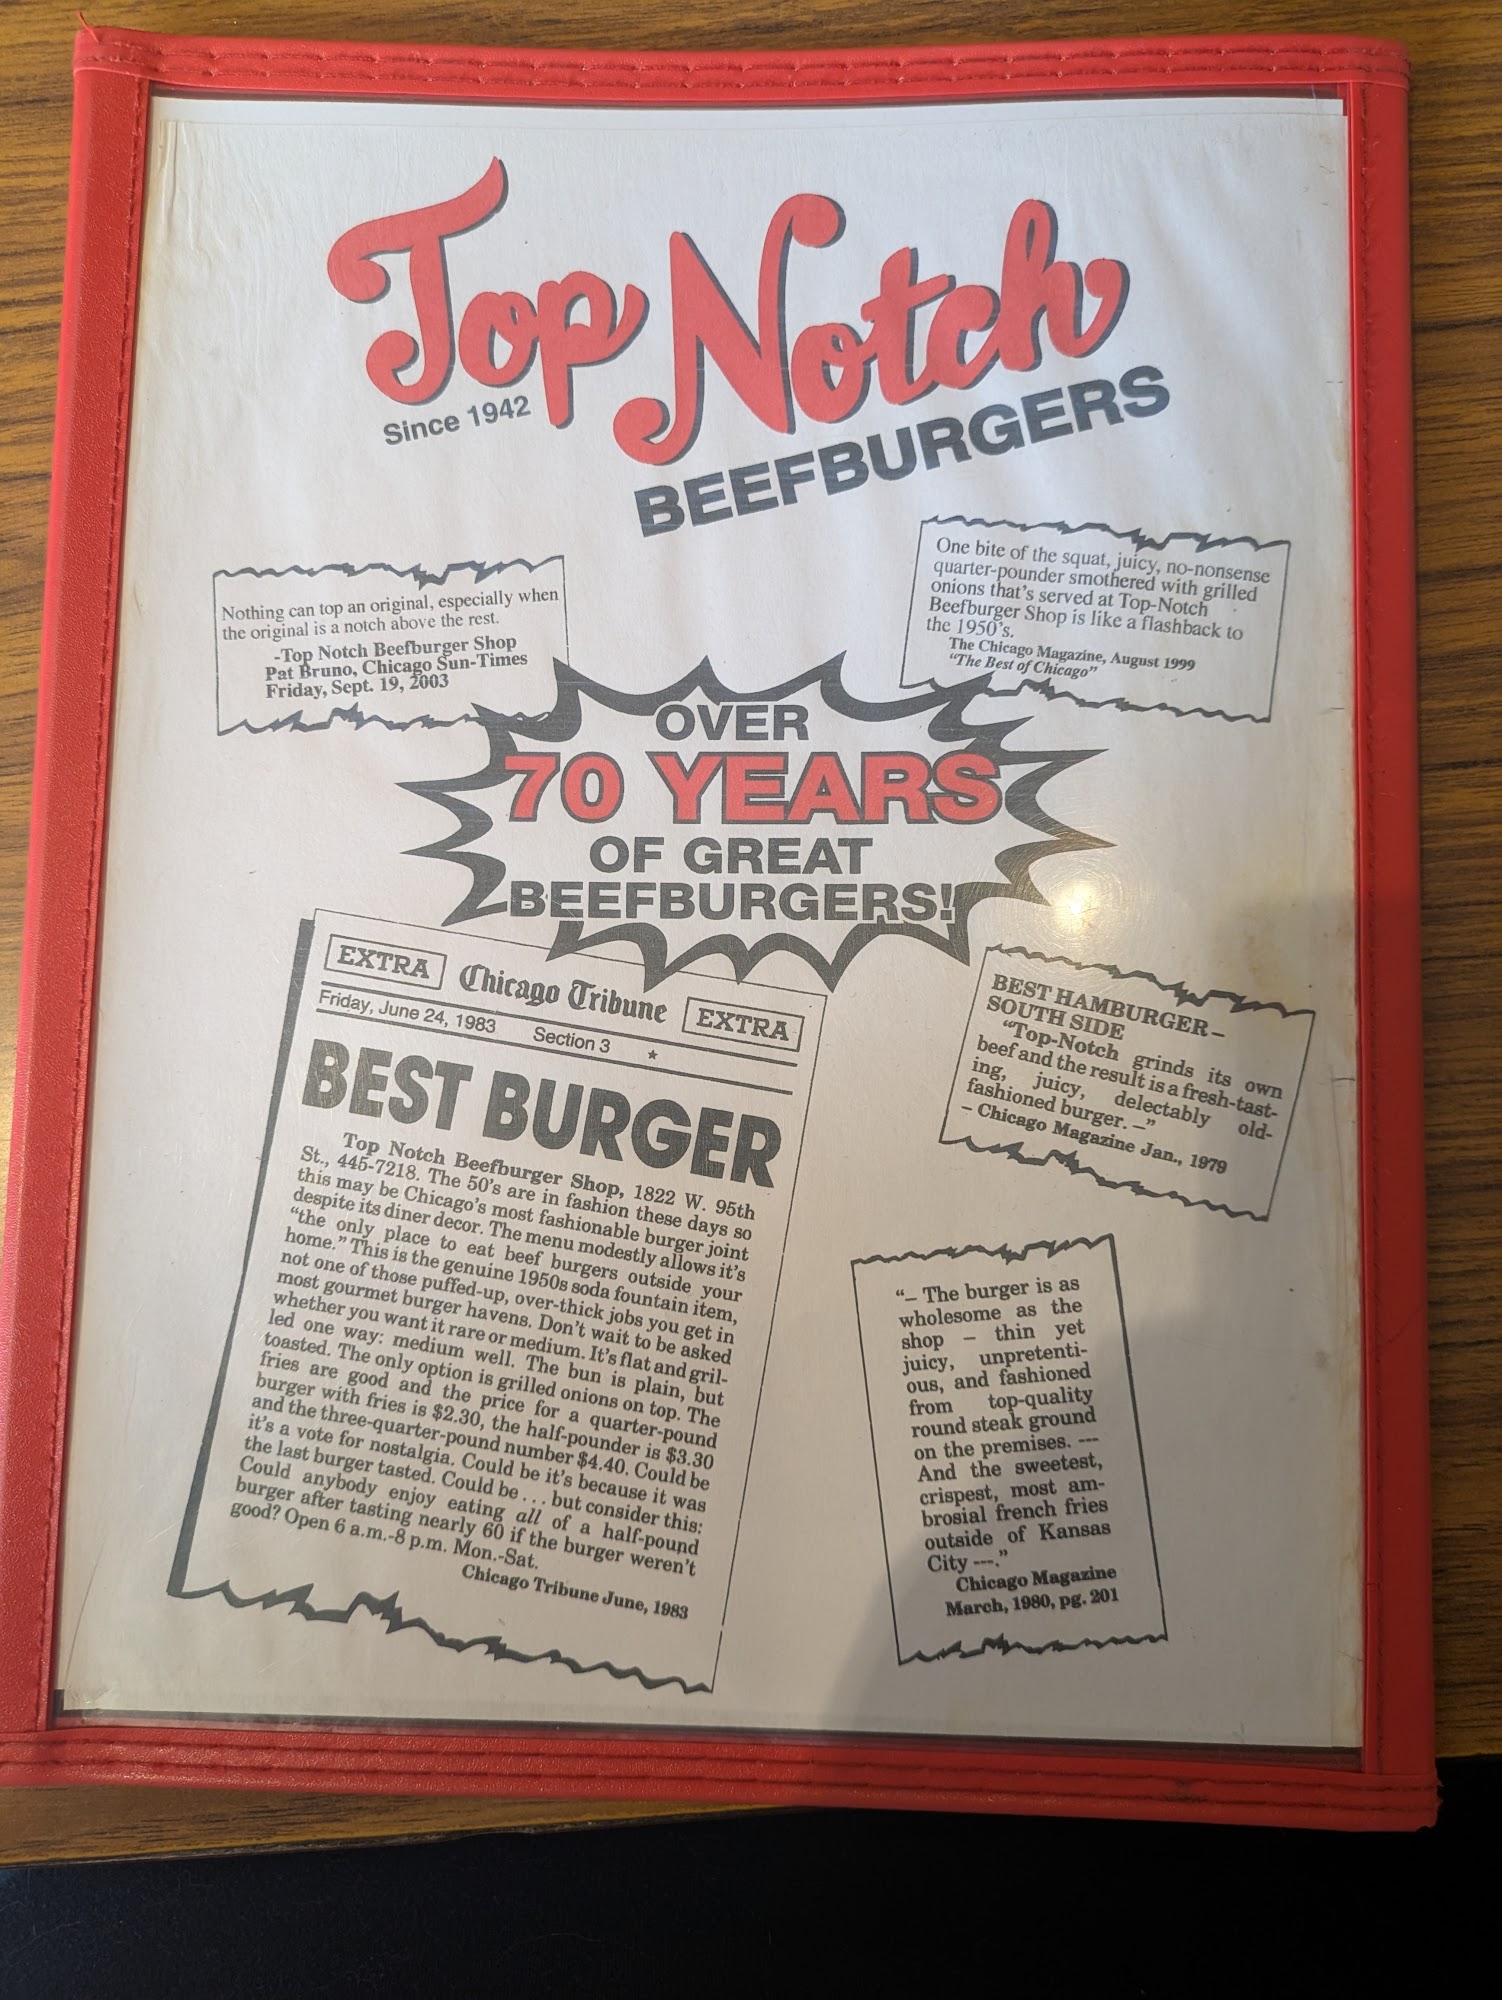 Top Notch
Since 1942
BEEFBURGERS
Nothing can top an original, especially when
the original is a notch above the rest.
-Top Notch Beefburger Shop
Pat Bruno, Chicago Sun-Times
Friday, Sept. 19, 2003
One bite of the squat, juicy, no-nonsense
quarter-pounder smothered with grilled
onions that's served at Top-Notch
Beefburger Shop is like a flashback to
the 1950's.
The Chicago Magazine, August 1999
"The Best of Chicago"
OVER
70 YEARS
OF GREAT
BEEFBURGERS!
EXTRA Chicago Tribune EXTRA
Friday, June 24, 1983 Section 3 ★
BEST BURGER
Top Notch Beefburger Shop, 1822 W. 95th
St., 445-7218. The 50's are in fashion these days so
this may be Chicago's most fashionable burger joint
despite its diner decor. The menu modestly allows it's
"the only place to eat beef burgers outside your
home." This is the genuine 1950s soda fountain item,
not one of those puffed-up, over-thick jobs you get in
most gourmet burger havens. Don't wait to be asked
whether you want it rare or medium. It's flat and gril-
led one way: medium well. The bun is plain, but
toasted. The only option is grilled onions on top. The
fries are good and the price for a quarter-pound
burger with fries is $2.30, the half-pounder is $3.30
and the three-quarter-pound number $4.40. Could be
it's a vote for nostalgia. Could be it's because it was
the last burger tasted. Could be . . . but consider this:
Could anybody enjoy eating all of a half-pound
burger after tasting nearly 60 if the burger weren't
good? Open 6 a.m.-8 p.m. Mon.-Sat.
Chicago Tribune June, 1983
BEST HAMBURGER –
SOUTH SIDE
"Top-Notch grinds its own
beef and the result is a fresh-tast-
ing, juicy, delectably old-
fashioned burger. –"
– Chicago Magazine Jan., 1979
"– The burger is as
wholesome as the
shop – thin yet
juicy, unpretenti-
ous, and fashioned
from top-quality
round steak ground
on the premises. ---
And the sweetest,
crispest, most am-
brosial french fries
outside of Kansas
City ---."
Chicago Magazine
March, 1980, pg. 201